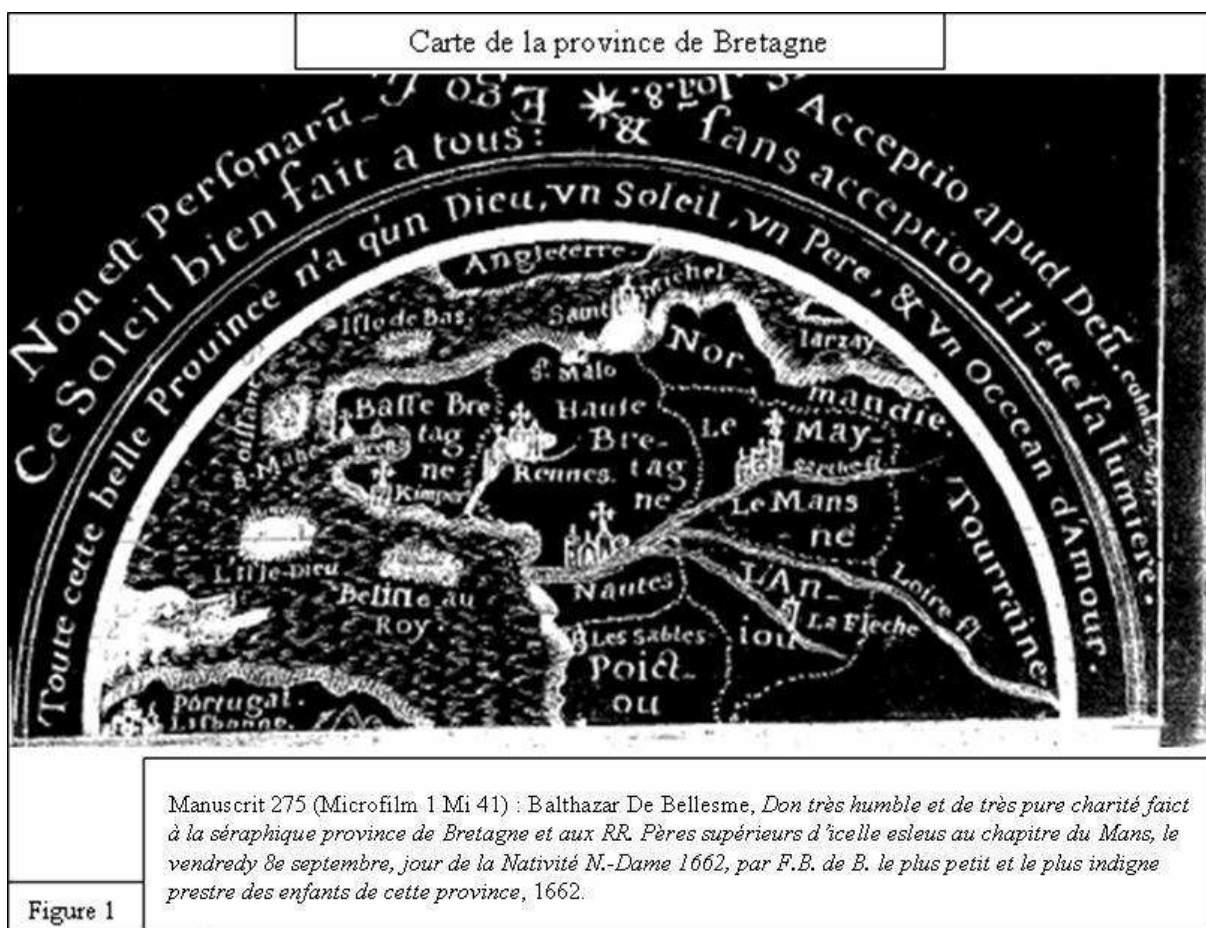 Carte de la province de Bretagne
Non est Personarũ Acceptio apud Deũ. colos.
Ego
Ce Soleil bien fait a tous: & sans acception il iette sa lumiere.
Toute cette belle Prouince n'a qu'un Dieu, vn Soleil, vn Pere, & vn Occean d'Amour.
Angleterre.
Isle de Bas.
Saint Michel
Iarzay
St. Malo
Nor-
mandie.
Basse Bre
tag
ne
Haute
Bre-
tag
ne
Le
May-
ne
Rennes.
Kimper
Le Mans
Tourraine
L'Isle-Dieu
Bellisle au
Roy.
Nantes
L'An-
iou
La Fleche
Loire fl
Les Sables
Poict-
ou
Portugal.
Lisbonne.
Manuscrit 275 (Microfilm 1 Mi 41) : Balthazar De Bellesme, Don très humble et de très pure charité faict
à la séraphique province de Bretagne et aux RR. Pères supérieurs d'icelle esleus au chapitre du Mans, le
vendredy 8e septembre, jour de la Nativité N.-Dame 1662, par F.B. de B. le plus petit et le plus indigne
prestre des enfants de cette province, 1662.
Figure 1